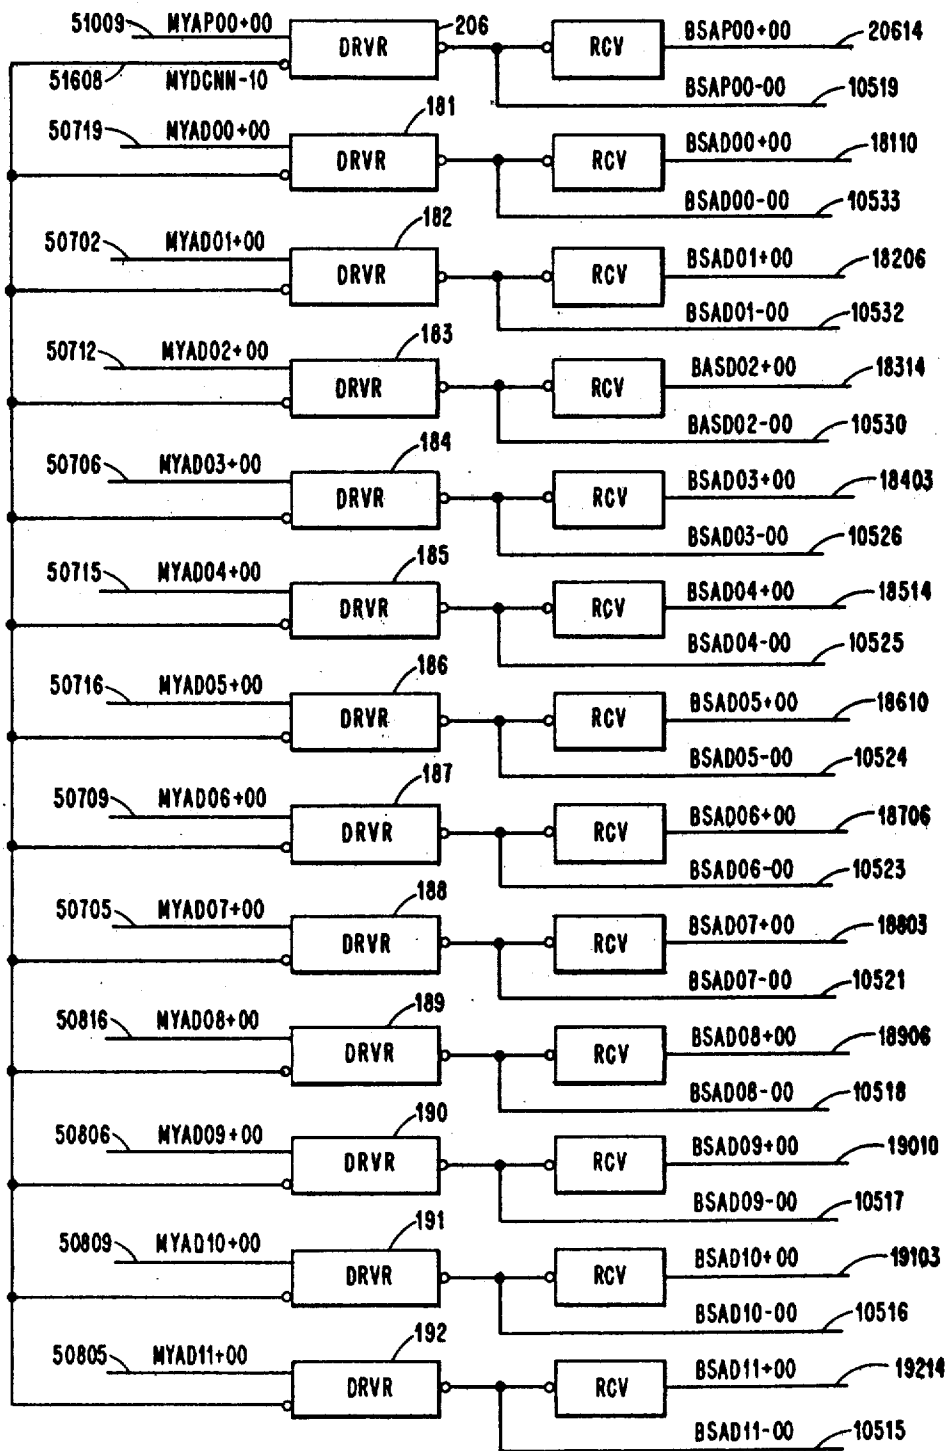 51009 MYAP00+00 206 DRVR RCV BSAP00+00 20614
51608 MYDCNN-10 BSAP00-00 10519
50719 MYAD00+00 181 DRVR RCV BSAD00+00 18110
BSAD00-00 10533
50702 MYAD01+00 182 DRVR RCV BSAD01+00 18206
BSAD01-00 10532
50712 MYAD02+00 183 DRVR RCV BASD02+00 18314
BASD02-00 10530
50706 MYAD03+00 184 DRVR RCV BSAD03+00 18403
BSAD03-00 10526
50715 MYAD04+00 185 DRVR RCV BSAD04+00 18514
BSAD04-00 10525
50716 MYAD05+00 186 DRVR RCV BSAD05+00 18610
BSAD05-00 10524
50709 MYAD06+00 187 DRVR RCV BSAD06+00 18706
BSAD06-00 10523
50705 MYAD07+00 188 DRVR RCV BSAD07+00 18803
BSAD07-00 10521
50816 MYAD08+00 189 DRVR RCV BSAD08+00 18906
BSAD08-00 10518
50806 MYAD09+00 190 DRVR RCV BSAD09+00 19010
BSAD09-00 10517
50809 MYAD10+00 191 DRVR RCV BSAD10+00 19103
BSAD10-00 10516
50805 MYAD11+00 192 DRVR RCV BSAD11+00 19214
BSAD11-00 10515